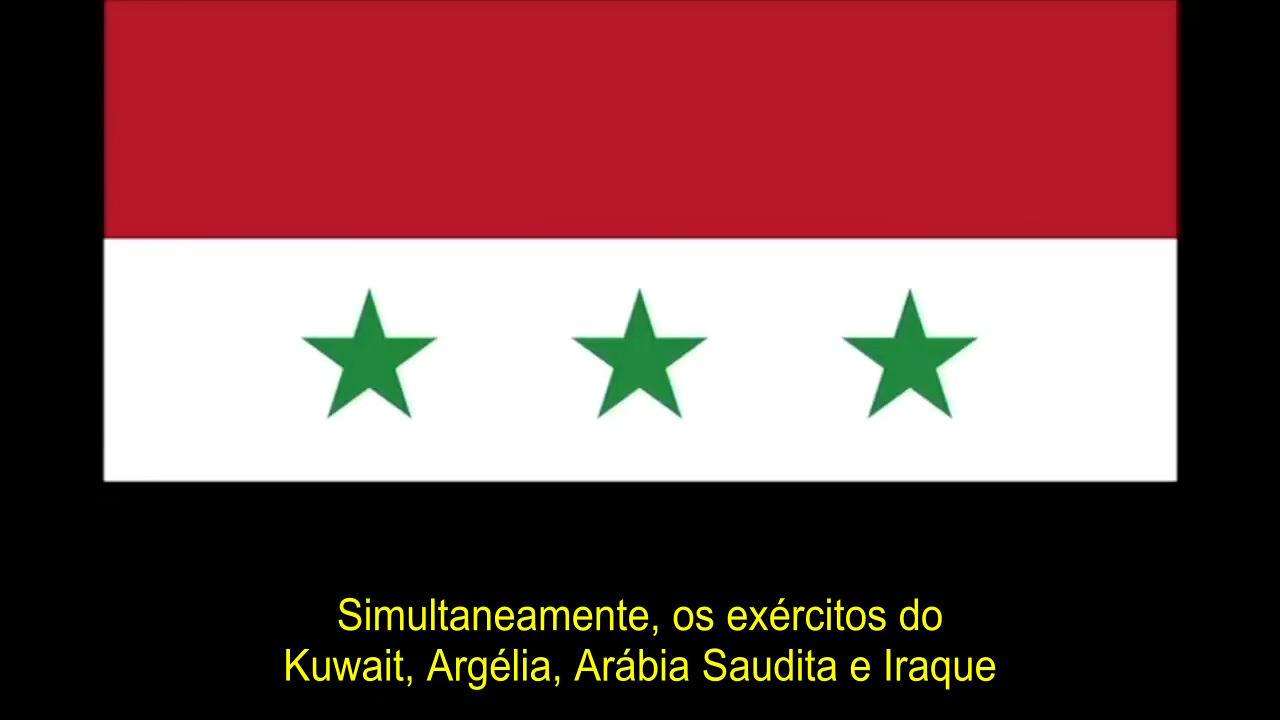 Simultaneamente, os exércitos do
Kuwait, Argélia, Arábia Saudita e Iraque